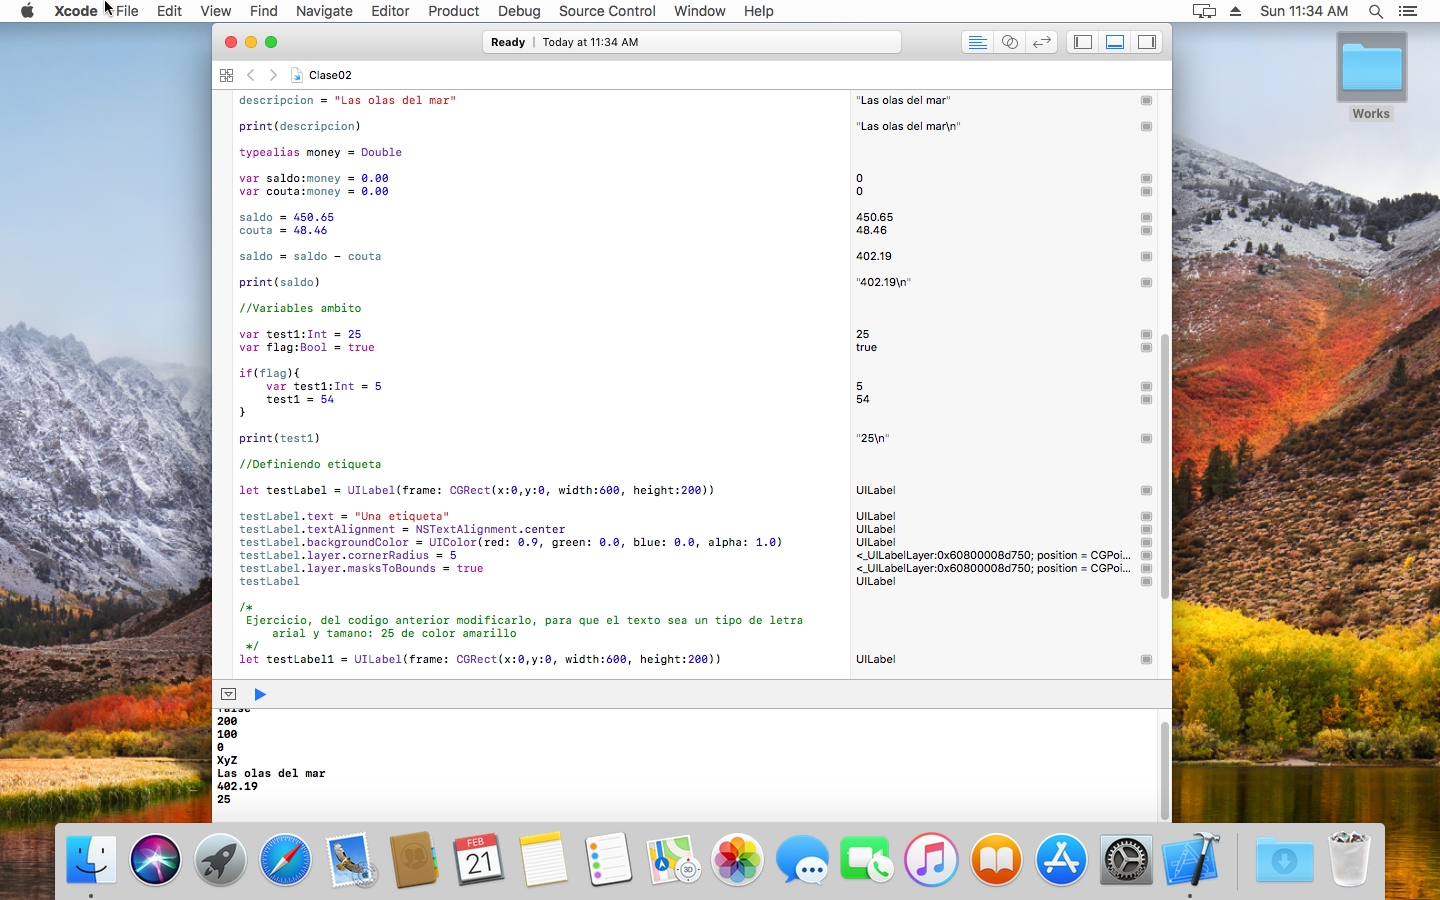 Xcode File Edit View Find Navigate Editor Product Debug Source Control Window Help Sun 11:34 AM
Ready | Today at 11:34 AM
Clase02
Works
descripcion = "Las olas del mar" "Las olas del mar"
print(descripcion) "Las olas del mar\n"
typealias money = Double
var saldo:money = 0.00 0
var couta:money = 0.00 0
saldo = 450.65 450.65
couta = 48.46 48.46
saldo = saldo - couta 402.19
print(saldo) "402.19\n"
//Variables ambito
var test1:Int = 25 25
var flag:Bool = true true
if(flag){
var test1:Int = 5 5
test1 = 54 54
}
print(test1) "25\n"
//Definiendo etiqueta
let testLabel = UILabel(frame: CGRect(x:0,y:0, width:600, height:200)) UILabel
testLabel.text = "Una etiqueta" UILabel
testLabel.textAlignment = NSTextAlignment.center UILabel
testLabel.backgroundColor = UIColor(red: 0.9, green: 0.0, blue: 0.0, alpha: 1.0) UILabel
testLabel.layer.cornerRadius = 5 <_UILabelLayer:0x60800008d750; position = CGPoi...
testLabel.layer.masksToBounds = true <_UILabelLayer:0x60800008d750; position = CGPoi...
testLabel UILabel
/*
Ejercicio, del codigo anterior modificarlo, para que el texto sea un tipo de letra
arial y tamano: 25 de color amarillo
*/
let testLabel1 = UILabel(frame: CGRect(x:0,y:0, width:600, height:200)) UILabel
false
200
100
0
XyZ
Las olas del mar
402.19
25
FEB
21
3D